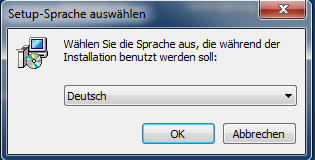 Setup-Sprache auswählen
Wählen Sie die Sprache aus, die während der
Installation benutzt werden soll:
Deutsch
OK
Abbrechen